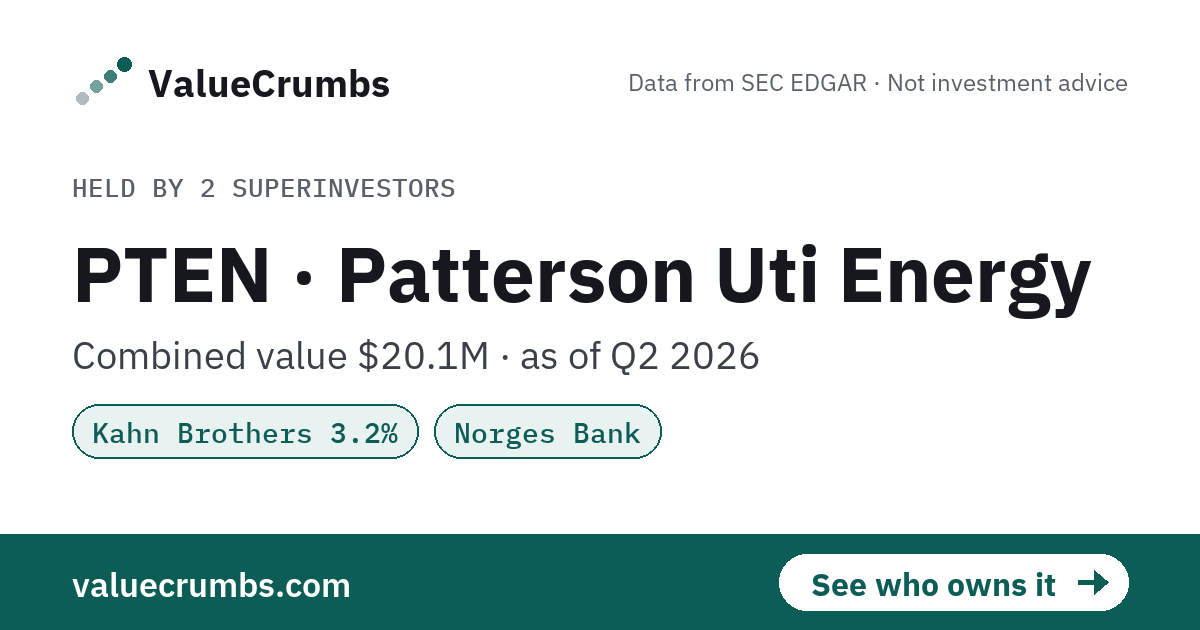 ValueCrumbs
Data from SEC EDGAR · Not investment advice
HELD BY 2 SUPERINVESTORS
PTEN · Patterson Uti Energy
Combined value $20.1M · as of Q2 2026
Kahn Brothers 3.2%
Norges Bank
valuecrumbs.com
See who owns it →